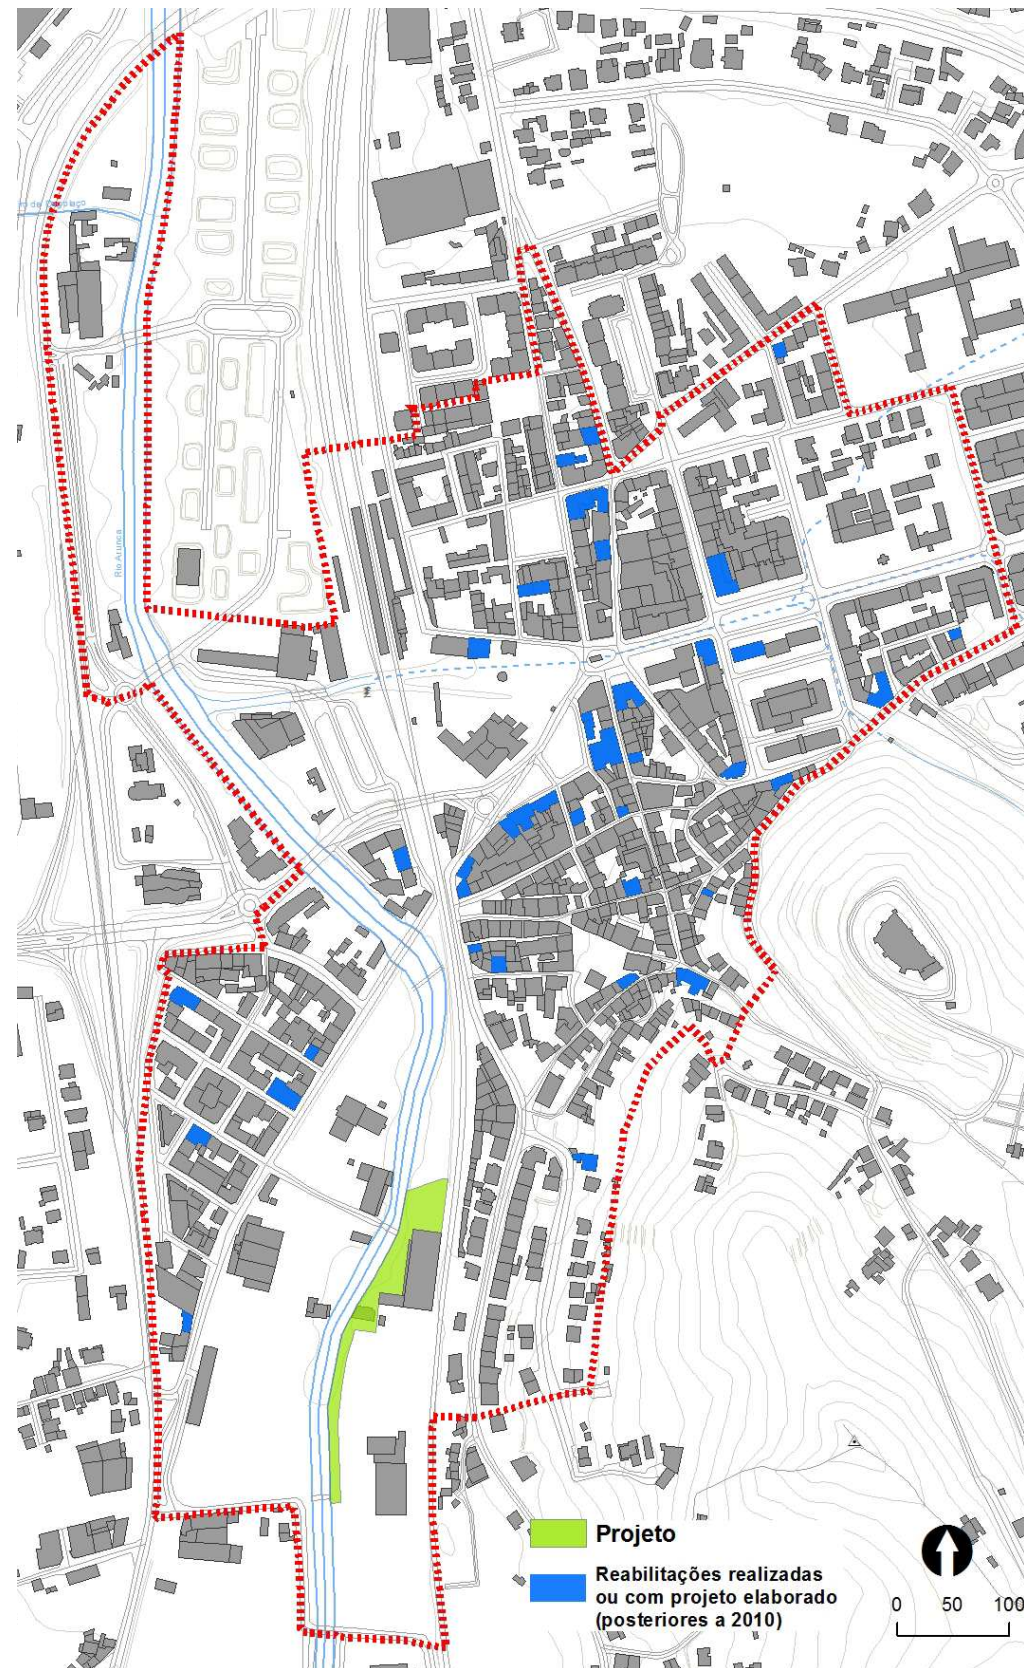 Rio Arunca
Projeto
Reabilitações realizadas
ou com projeto elaborado
(posteriores a 2010)
0 50 100